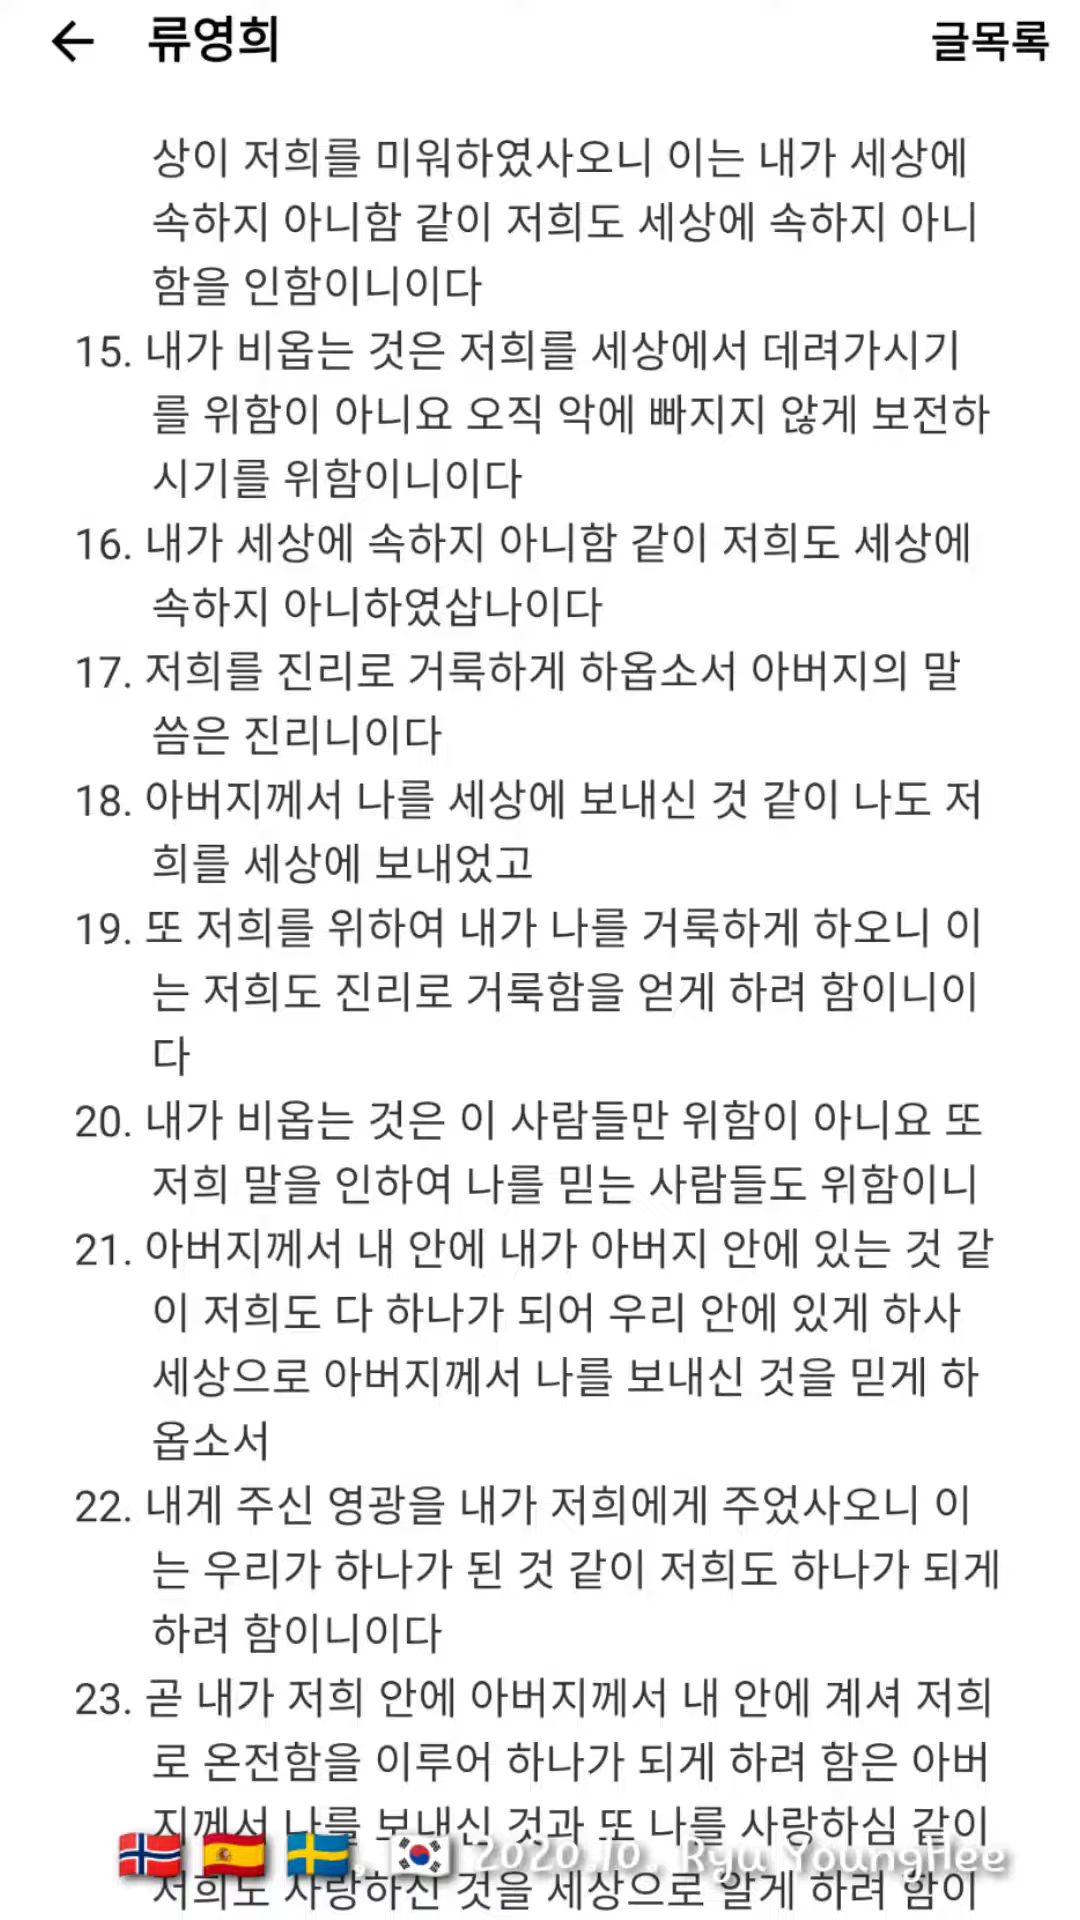 류영희
글목록
상이 저희를 미워하였사오니 이는 내가 세상에
속하지 아니함 같이 저희도 세상에 속하지 아니
함을 인함이니이다
15. 내가 비옵는 것은 저희를 세상에서 데려가시기
를 위함이 아니요 오직 악에 빠지지 않게 보전하
시기를 위함이니이다
16. 내가 세상에 속하지 아니함 같이 저희도 세상에
속하지 아니하였삽나이다
17. 저희를 진리로 거룩하게 하옵소서 아버지의 말
씀은 진리니이다
18. 아버지께서 나를 세상에 보내신 것 같이 나도 저
희를 세상에 보내었고
19. 또 저희를 위하여 내가 나를 거룩하게 하오니 이
는 저희도 진리로 거룩함을 얻게 하려 함이니이
다
20. 내가 비옵는 것은 이 사람들만 위함이 아니요 또
저희 말을 인하여 나를 믿는 사람들도 위함이니
21. 아버지께서 내 안에 내가 아버지 안에 있는 것 같
이 저희도 다 하나가 되어 우리 안에 있게 하사
세상으로 아버지께서 나를 보내신 것을 믿게 하
옵소서
22. 내게 주신 영광을 내가 저희에게 주었사오니 이
는 우리가 하나가 된 것 같이 저희도 하나가 되게
하려 함이니이다
23. 곧 내가 저희 안에 아버지께서 내 안에 계셔 저희
로 온전함을 이루어 하나가 되게 하려 함은 아버
지께서 나를 보내신 것과 또 나를 사랑하심 같이
저희도 사랑하신 것을 세상으로 알게 하려 함이
2020.10. Ryu YoungHee